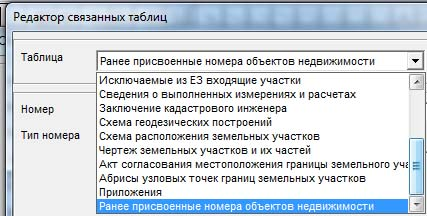 Редактор связанных таблиц
Таблица
Ранее присвоенные номера объектов недвижимости
Исключаемые из ЕЗ входящие участки
Сведения о выполненных измерениях и расчетах
Номер
Заключение кадастрового инженера
Схема геодезических построений
Тип номера
Схема расположения земельных участков
Чертеж земельных участков и их частей
Акт согласования местоположения границы земельного уча
Абрисы узловых точек границ земельных участков
Приложения
Ранее присвоенные номера объектов недвижимости